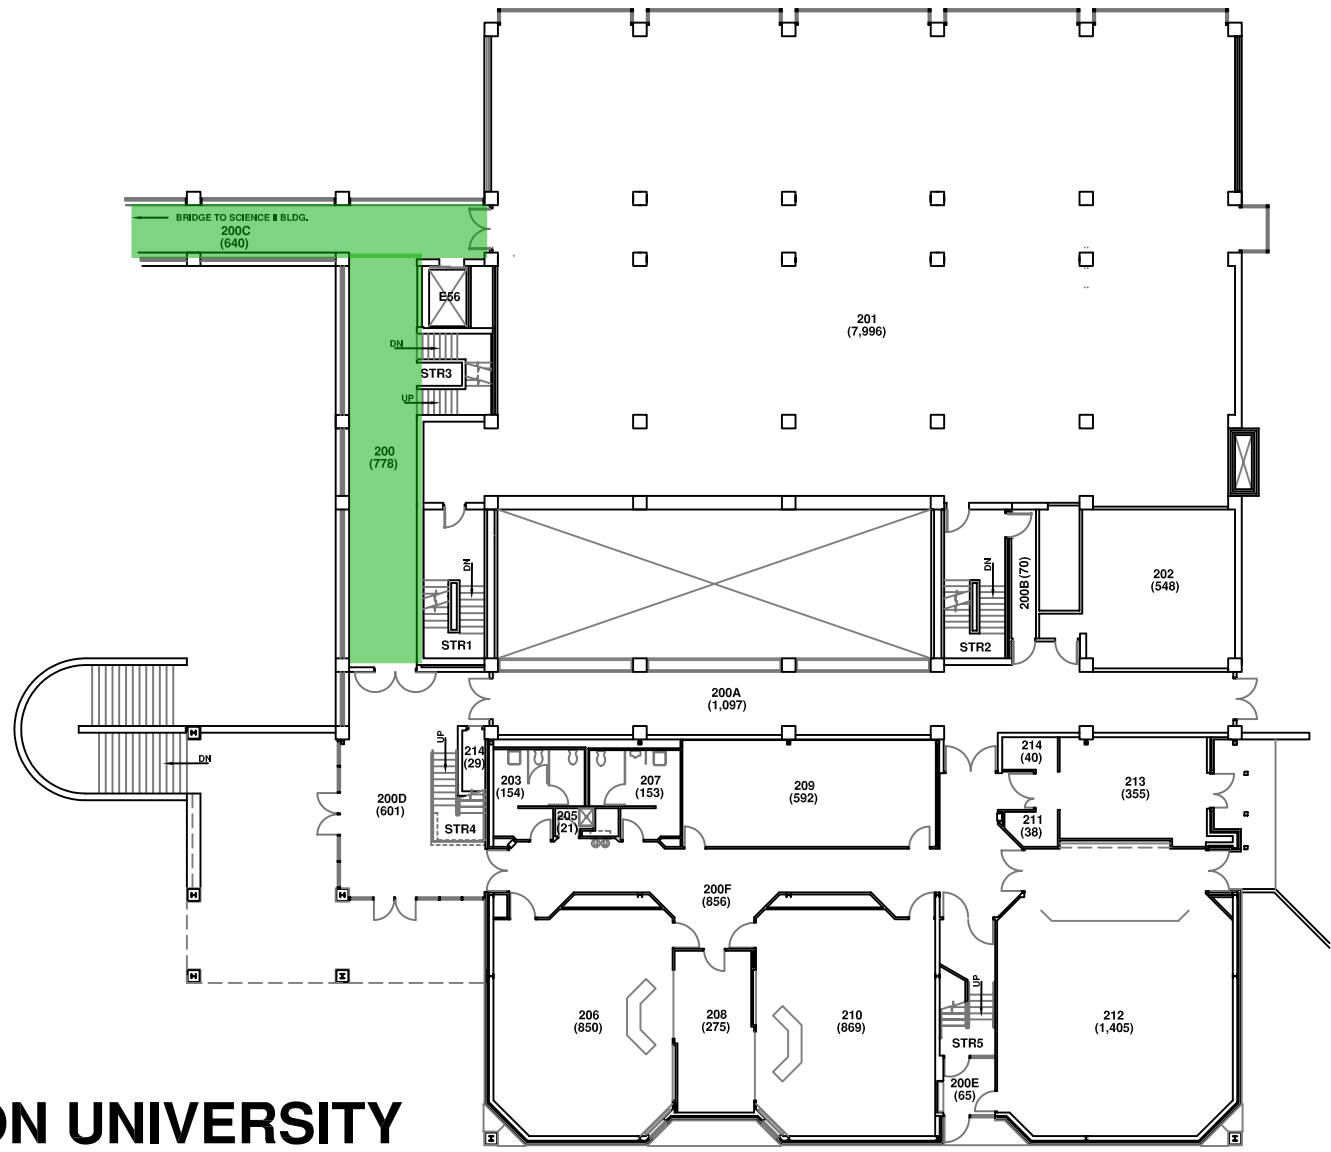 BRIDGE TO SCIENCE II BLDG.
200C
(640)
E56
201
(7,996)
DN
STR3
UP
200
(778)
DN
STR1
DN
STR2
200B (70)
202
(548)
200A
(1,097)
DN
UP
214
(29)
203
(154)
207
(153)
205
(21)
209
(592)
214
(40)
213
(355)
211
(38)
200D
(601)
STR4
200F
(856)
206
(850)
208
(275)
210
(869)
UP
STR5
200E
(65)
212
(1,405)
ON UNIVERSITY